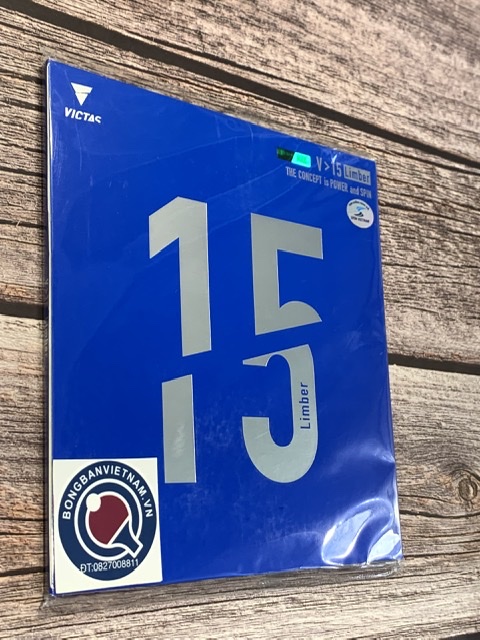 VICTAS
V > 15 Limber
THE CONCEPT is POWER and SPIN
15
Limber
BONGBANVIETNAM.VN
ĐT:0827008811